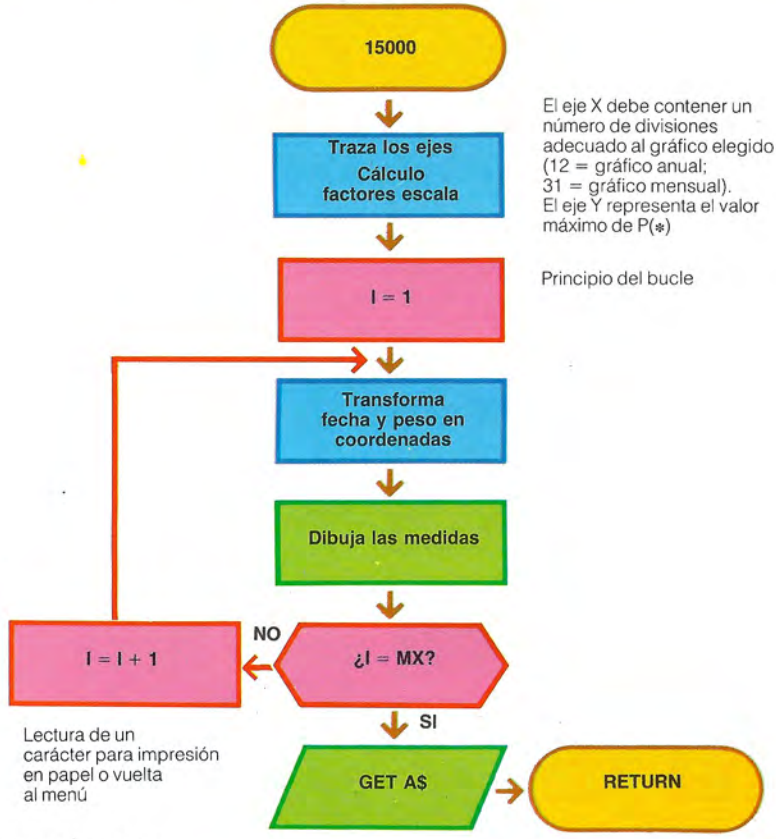 15000
El eje X debe contener un
número de divisiones
adecuado al gráfico elegido
(12 = gráfico anual;
31 = gráfico mensual).
El eje Y representa el valor
máximo de P(*)
Traza los ejes
Cálculo
factores escala
I = 1
Principio del bucle
Transforma
fecha y peso en
coordenadas
Dibuja las medidas
NO
I = I + 1
¿I = MX?
SI
Lectura de un
carácter para impresión
en papel o vuelta
al menú
GET A$
RETURN